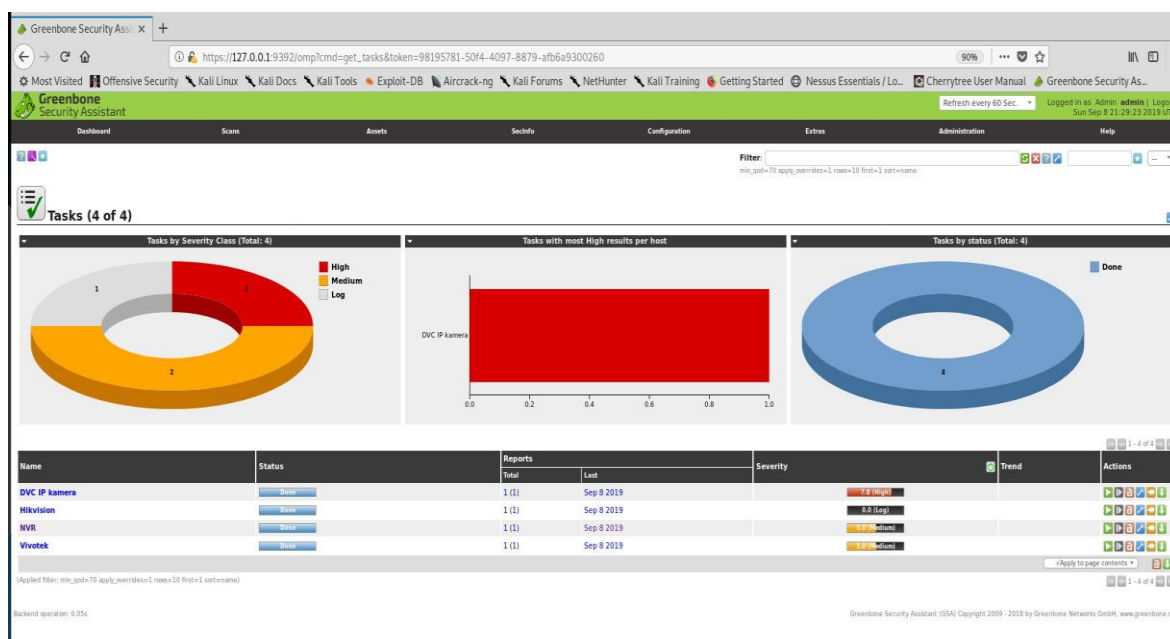 Greenbone Security Assi
https://127.0.0.1:9392/omp?cmd=get_tasks&token=98195781-50f4-4097-8879-afb6a9300260
90%
Most Visited Offensive Security Kali Linux Kali Docs Kali Tools Exploit-DB Aircrack-ng Kali Forums NetHunter Kali Training Getting Started Nessus Essentials / Lo... Cherrytree User Manual Greenbone Security As...
Greenbone
Security Assistant
Refresh every 60 Sec.
Logged in as Admin admin | Logo
Sun Sep 8 21:29:23 2019 UT
Dashboard Scans Assets SecInfo Configuration Extras Administration Help
Filter:
min_qod=70 apply_overrides=1 rows=10 first=1 sort=name
--
Tasks (4 of 4)
Tasks by Severity Class (Total: 4)
High
Medium
Log
1
1
2
Tasks with most High results per host
DVC IP kamera
0.0 0.2 0.4 0.6 0.8 1.0
Tasks by status (Total: 4)
Done
4
1 - 4 of 4
Name Status Reports Severity Trend Actions
Total Last
DVC IP kamera Done 1 (1) Sep 8 2019 7.8 (High)
Hikvision Done 1 (1) Sep 8 2019 0.0 (Log)
NVR Done 1 (1) Sep 8 2019 5.0 (Medium)
Vivotek Done 1 (1) Sep 8 2019 5.0 (Medium)
√Apply to page contents
(Applied filter: min_qod=70 apply_overrides=1 rows=10 first=1 sort=name)
1 - 4 of 4
Backend operation: 0.05s
Greenbone Security Assistant (GSA) Copyright 2009 - 2018 by Greenbone Networks GmbH, www.greenbone.